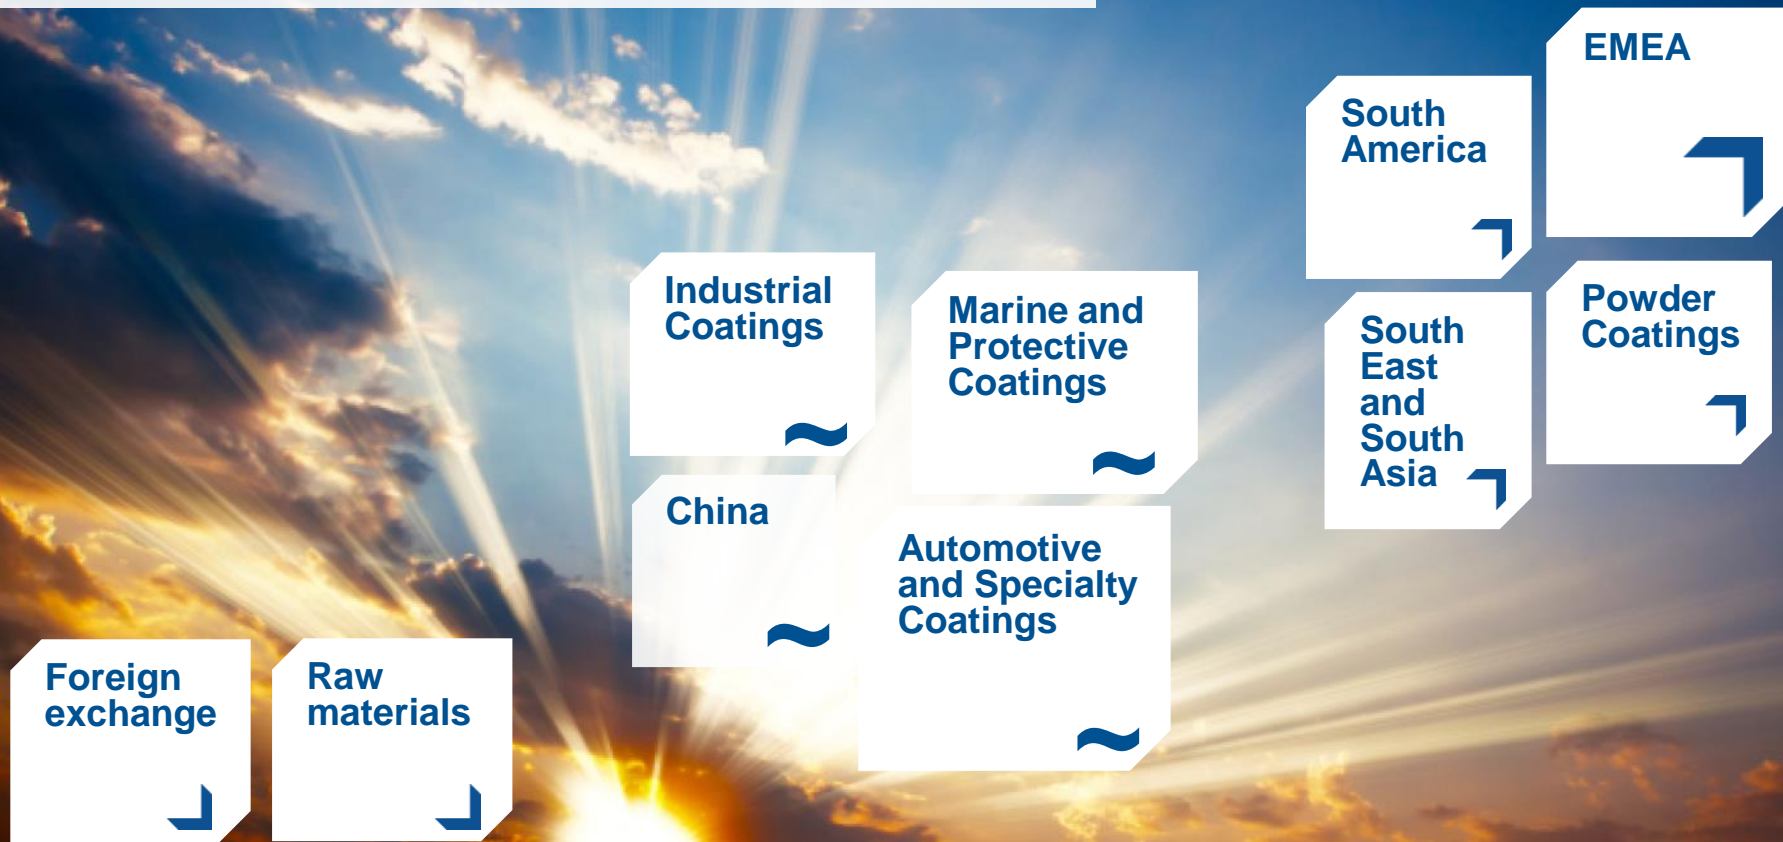 EMEA
South
America
Industrial
Coatings
Marine and
Protective
Coatings
South
East
and
South
Asia
Powder
Coatings
China
~
~
Automotive
and Specialty
Coatings
~
~
Foreign
exchange
Raw
materials